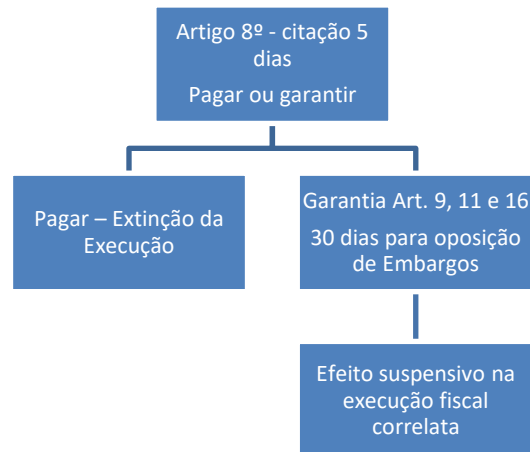 Artigo 8º - citação 5
dias
Pagar ou garantir
Pagar – Extinção da
Execução
Garantia Art. 9, 11 e 16
30 dias para oposição
de Embargos
Efeito suspensivo na
execução fiscal
correlata